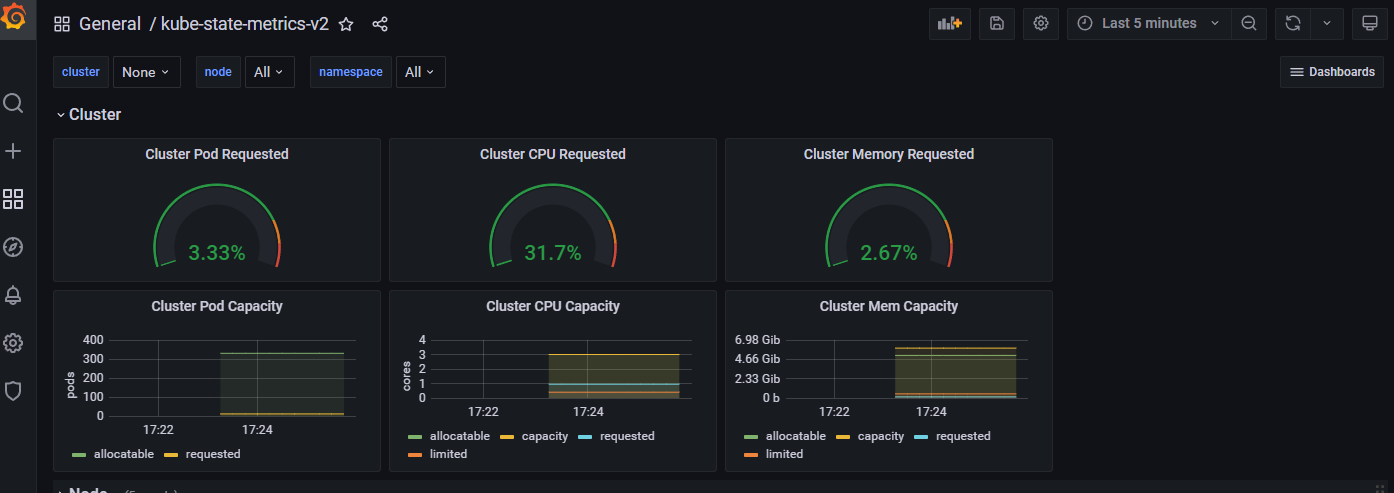 General / kube-state-metrics-v2
Last 5 minutes
cluster None node All namespace All
Dashboards
Cluster
Cluster Pod Requested
3.33%
Cluster CPU Requested
31.7%
Cluster Memory Requested
2.67%
Cluster Pod Capacity
400
300
200
100
0
pods
17:22 17:24
allocatable requested
Cluster CPU Capacity
4
3
2
1
0
cores
17:22 17:24
allocatable capacity requested
limited
Cluster Mem Capacity
6.98 Gib
4.66 Gib
2.33 Gib
0 b
17:22 17:24
allocatable capacity requested
limited
Node